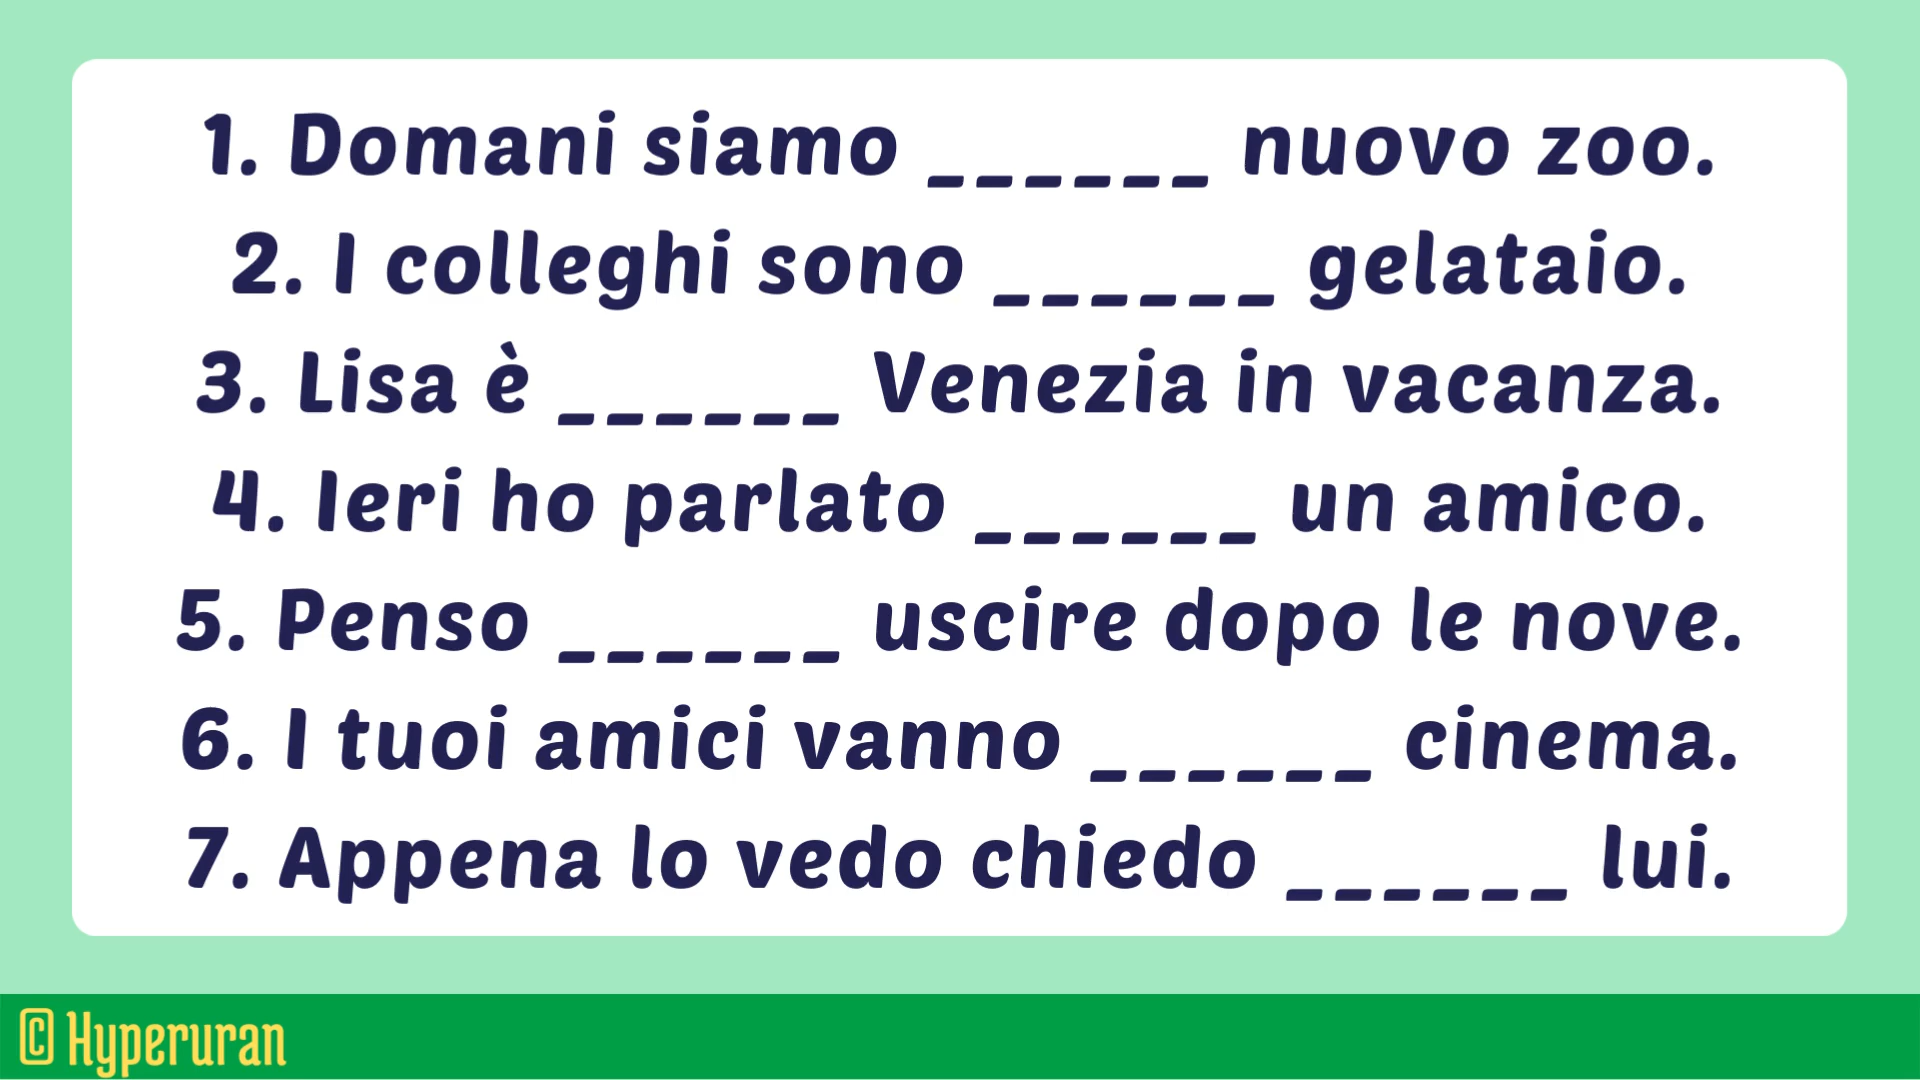 1. Domani siamo ______ nuovo zoo.
2. I colleghi sono ______ gelataio.
3. Lisa è ______ Venezia in vacanza.
4. Ieri ho parlato ______ un amico.
5. Penso ______ uscire dopo le nove.
6. I tuoi amici vanno ______ cinema.
7. Appena lo vedo chiedo ______ lui.
© Hyperuran